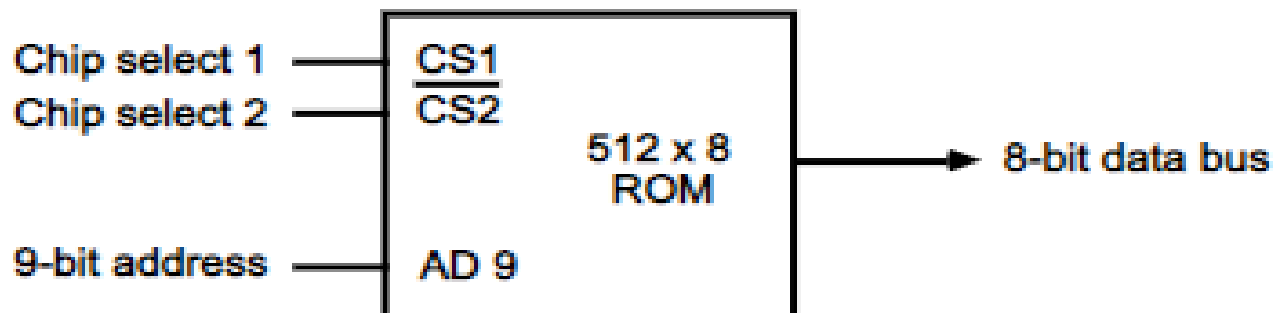 Chip select 1
CS1
Chip select 2
C̅S̅2̅
512 x 8
ROM
8-bit data bus
9-bit address
AD 9